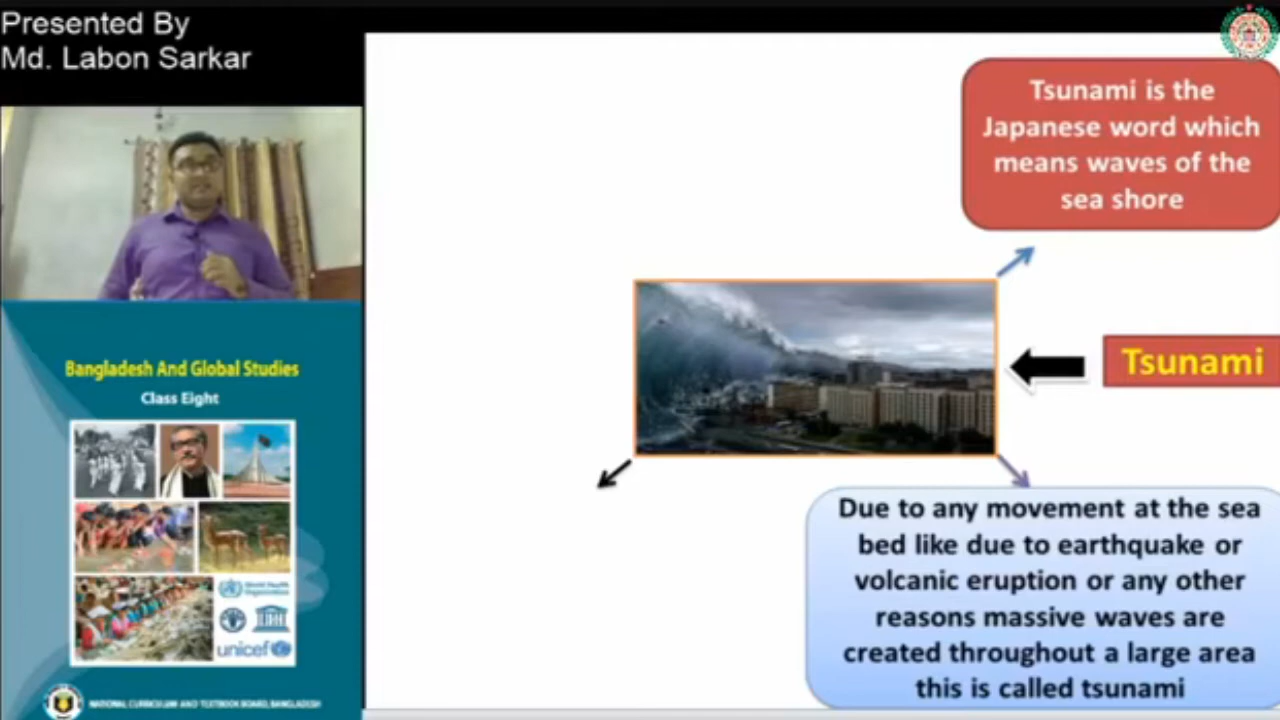 Presented By
Md. Labon Sarkar
Tsunami is the
Japanese word which
means waves of the
sea shore
Tsunami
Due to any movement at the sea
bed like due to earthquake or
volcanic eruption or any other
reasons massive waves are
created throughout a large area
this is called tsunami
Bangladesh And Global Studies
Class Eight
World Health
Organization
unicef
NATIONAL CURRICULUM AND TEXTBOOK BOARD, BANGLADESH